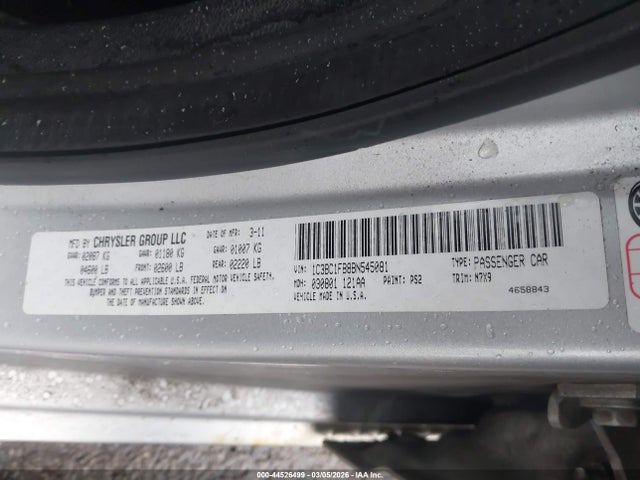 MFD BY CHRYSLER GROUP LLC DATE OF MFR: 3-11
GVWR: 02087 KG GAWR: 01180 KG GAWR: 01007 KG
04600 LB FRONT: 02600 LB REAR: 02220 LB
THIS VEHICLE CONFORMS TO ALL APPLICABLE U.S.A. FEDERAL MOTOR VEHICLE SAFETY,
BUMPER AND THEFT PREVENTION STANDARDS IN EFFECT ON
THE DATE OF MANUFACTURE SHOWN ABOVE.
VIN: 1C3BC1FB8BN545081 TYPE: PASSENGER CAR
MDH: 030801 121AA PAINT: PS2 TRIM: M7K9
VEHICLE MADE IN U.S.A. 4658843
000-44526499 - 03/05/2026 - IAA Inc.